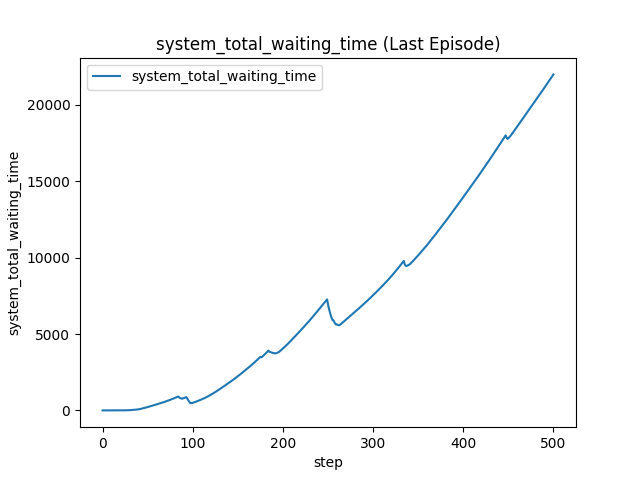 system_total_waiting_time (Last Episode)
system_total_waiting_time
system_total_waiting_time
20000
15000
10000
5000
0
0 100 200 300 400 500
step